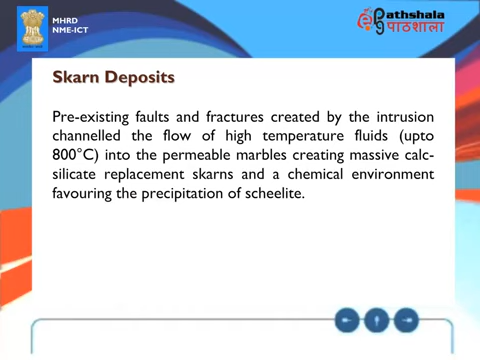 MHRD
NME-ICT
ePathshala
पाठशाला
Skarn Deposits
Pre-existing faults and fractures created by the intrusion
channelled the flow of high temperature fluids (upto
800°C) into the permeable marbles creating massive calc-
silicate replacement skarns and a chemical environment
favouring the precipitation of scheelite.